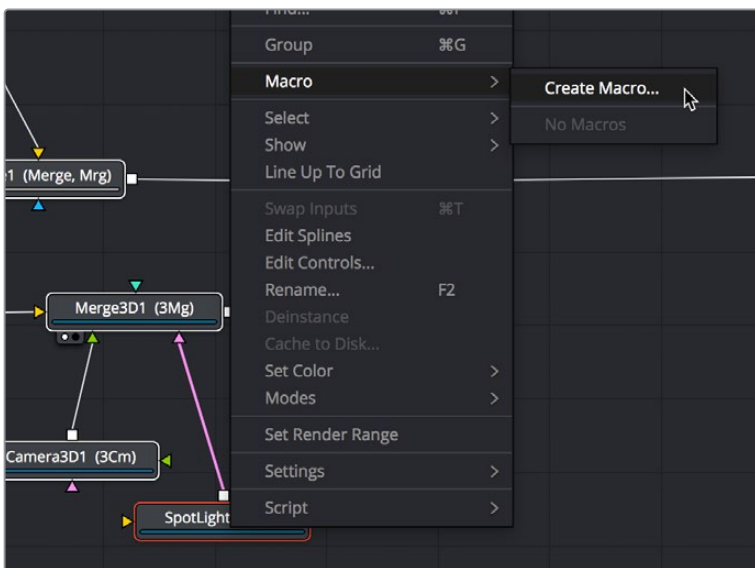 Group ⌘G
Macro >
Create Macro...
No Macros
Select >
Show >
Line Up To Grid
Swap Inputs ⌘T
Edit Splines
Edit Controls...
Rename... F2
Deinstance
Cache to Disk...
Set Color >
Modes >
Set Render Range
Settings >
Script >
(Merge, Mrg)
Merge3D1 (3Mg)
Camera3D1 (3Cm)
SpotLight